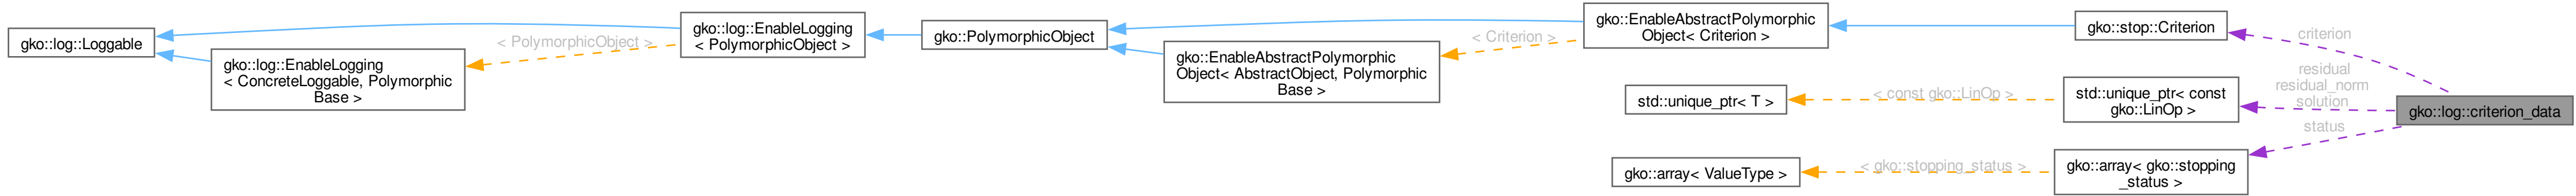 gko::log::Loggable
gko::log::EnableLogging
< ConcreteLoggable, Polymorphic
Base >
< PolymorphicObject >
gko::log::EnableLogging
< PolymorphicObject >
gko::PolymorphicObject
gko::EnableAbstractPolymorphic
Object< AbstractObject, Polymorphic
Base >
< Criterion >
gko::EnableAbstractPolymorphic
Object< Criterion >
gko::stop::Criterion
criterion
std::unique_ptr< T >
< const gko::LinOp >
std::unique_ptr< const
gko::LinOp >
residual
residual_norm
solution
gko::log::criterion_data
gko::array< ValueType >
< gko::stopping_status >
gko::array< gko::stopping
_status >
status